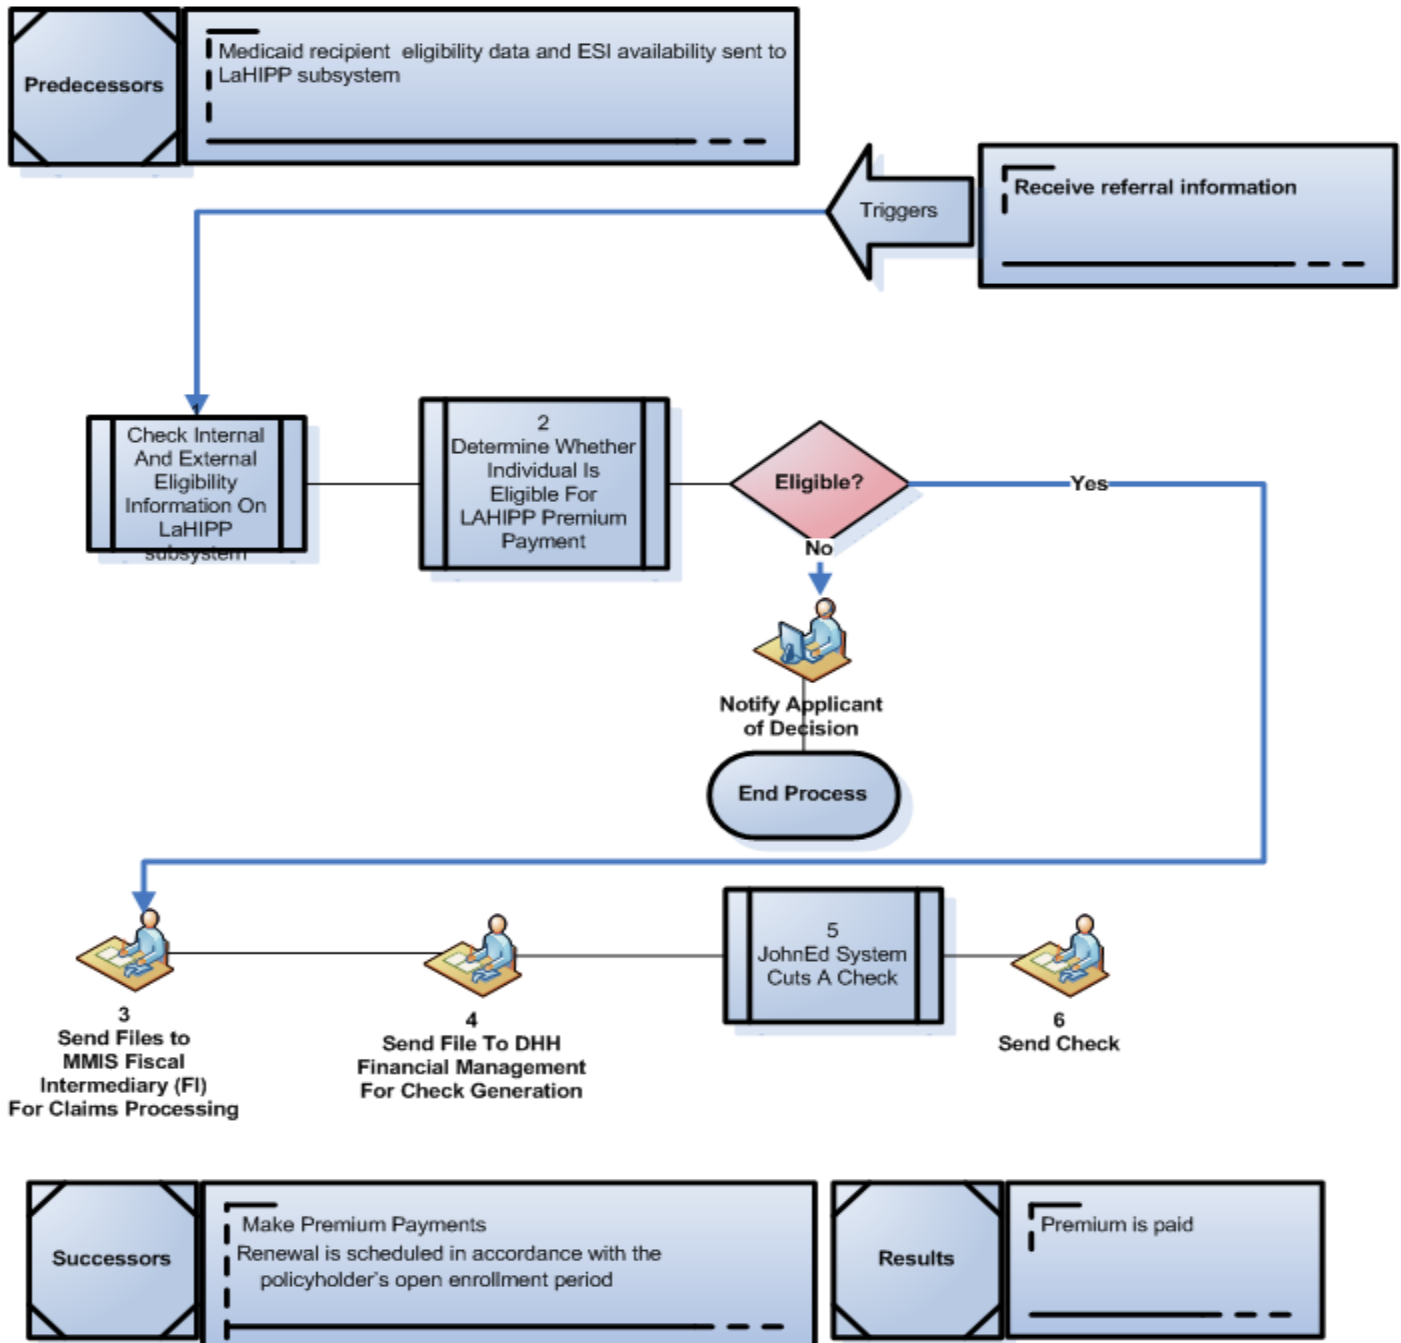 Predecessors
Medicaid recipient eligibility data and ESI availability sent to
LaHIPP subsystem
Triggers
Receive referral information
1
Check Internal
And External
Eligibility
Information On
LaHIPP
subsystem
2
Determine Whether
Individual Is
Eligible For
LAHIPP Premium
Payment
Eligible?
Yes
No
Notify Applicant
of Decision
End Process
3
Send Files to
MMIS Fiscal
Intermediary (FI)
For Claims Processing
4
Send File To DHH
Financial Management
For Check Generation
5
JohnEd System
Cuts A Check
6
Send Check
Successors
Make Premium Payments
Renewal is scheduled in accordance with the
policyholder's open enrollment period
Results
Premium is paid